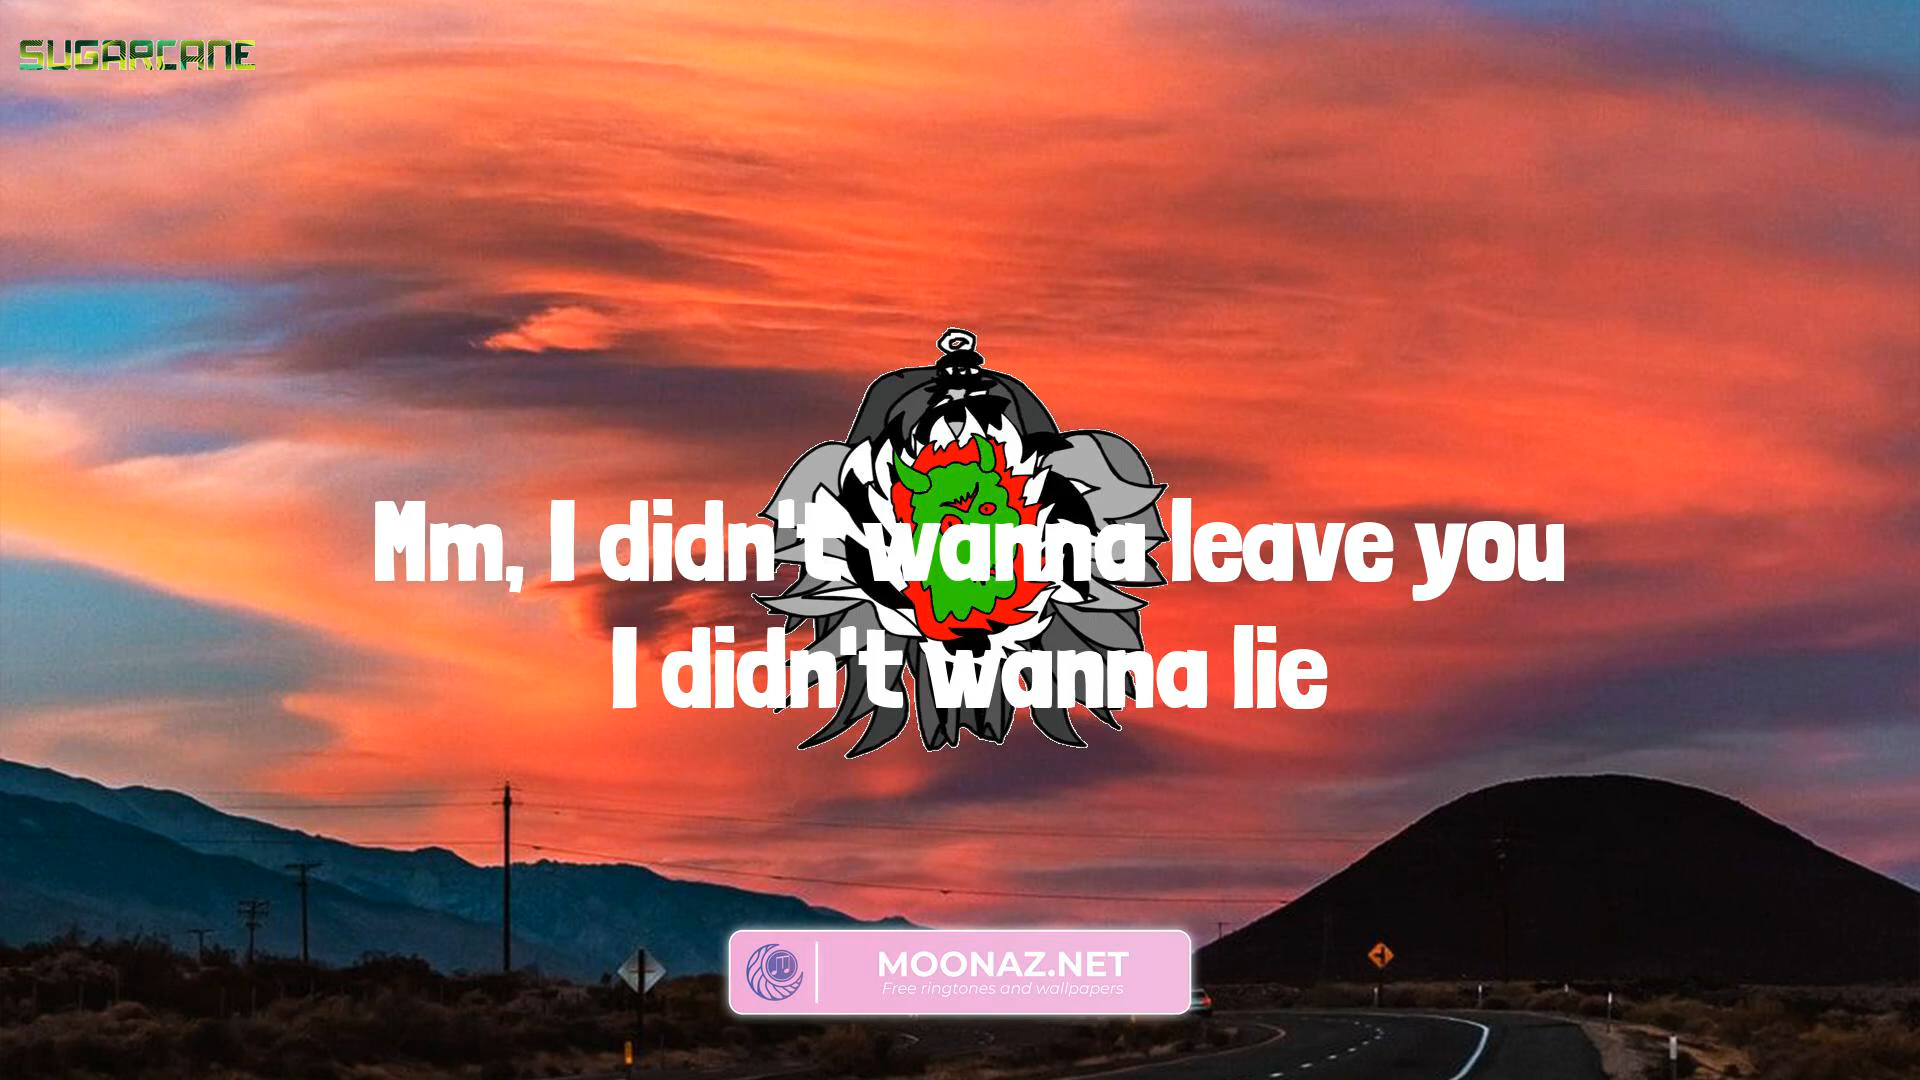 SUGARCANE
Mm, I didn't wanna leave you
I didn't wanna lie
MOONAZ.NET
Free ringtones and wallpapers